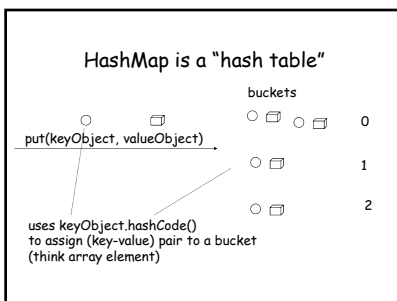 HashMap is a “hash table”
buckets
0
put(keyObject, valueObject)
1
2
uses keyObject.hashCode()
to assign (key-value) pair to a bucket
(think array element)